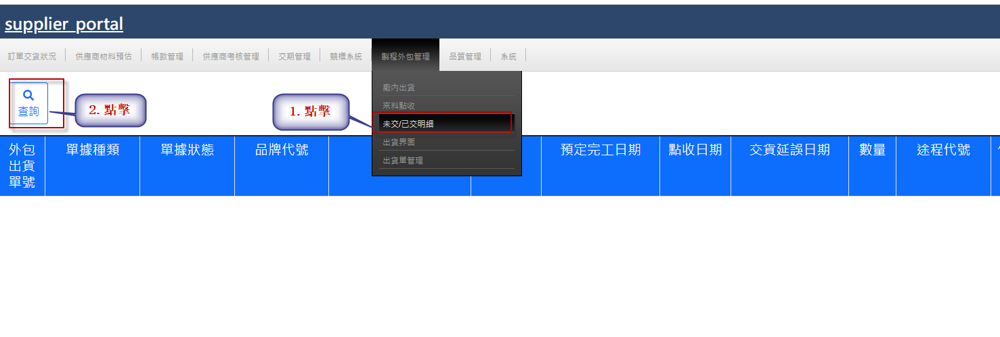 supplier_portal
訂單交貨狀況 供應商物料預估 帳款管理 供應商考核管理 交期管理 競標系統 製程外包管理 品質管理 系統
廠內出貨
來料點收
未交/已交明細
出貨界面
出貨單管理
查詢
2. 點擊
1. 點擊
外包出貨單號 單據種類 單據狀態 品牌代號 預定完工日期 點收日期 交貨延誤日期 數量 途程代號